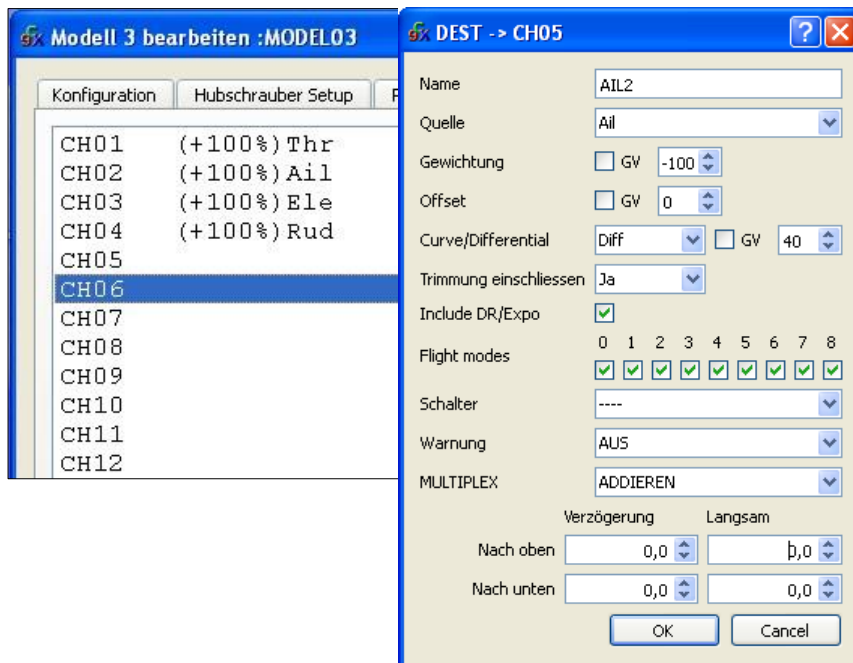 Modell 3 bearbeiten :MODEL03
Konfiguration Hubschrauber Setup
CH01 (+100%)Thr
CH02 (+100%)Ail
CH03 (+100%)Ele
CH04 (+100%)Rud
CH05
CH06
CH07
CH08
CH09
CH10
CH11
CH12
DEST -> CH05
Name AIL2
Quelle Ail
Gewichtung GV -100
Offset GV 0
Curve/Differential Diff GV 40
Trimmung einschliessen Ja
Include DR/Expo
0 1 2 3 4 5 6 7 8
Flight modes
Schalter ----
Warnung AUS
MULTIPLEX ADDIEREN
Verzögerung Langsam
Nach oben 0,0 0,0
Nach unten 0,0 0,0
OK Cancel